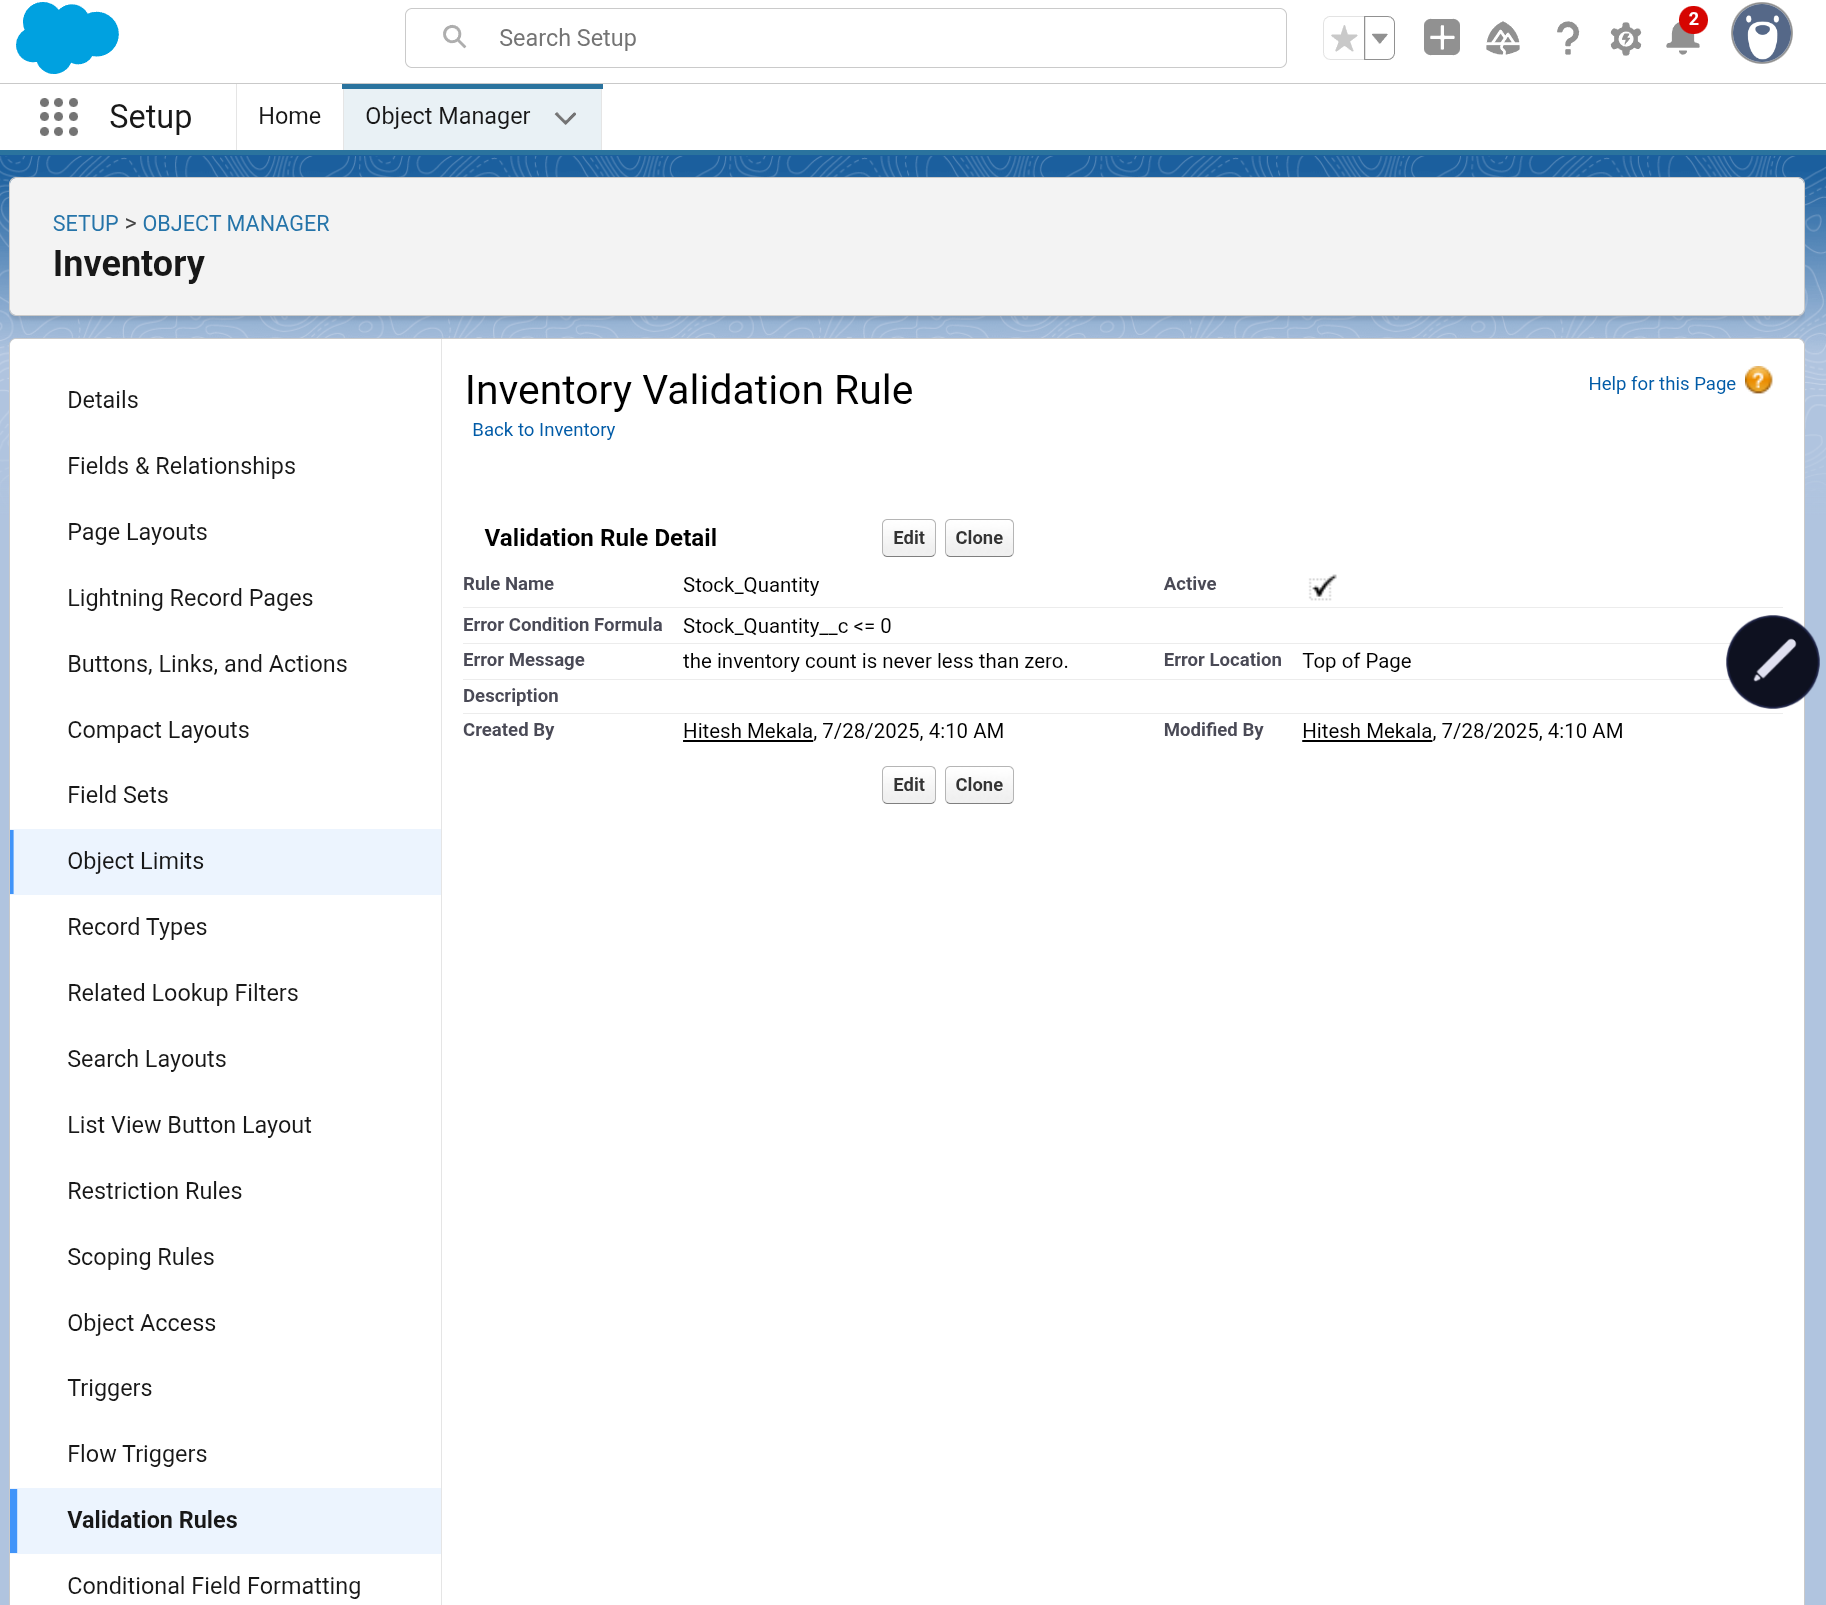 Search Setup
2
Setup
Home
Object Manager
SETUP > OBJECT MANAGER
Inventory
Details
Fields & Relationships
Page Layouts
Lightning Record Pages
Buttons, Links, and Actions
Compact Layouts
Field Sets
Object Limits
Record Types
Related Lookup Filters
Search Layouts
List View Button Layout
Restriction Rules
Scoping Rules
Object Access
Triggers
Flow Triggers
Validation Rules
Conditional Field Formatting
Inventory Validation Rule
Help for this Page ?
Back to Inventory
Validation Rule Detail
Edit Clone
Rule Name Stock_Quantity Active
Error Condition Formula Stock_Quantity__c <= 0
Error Message the inventory count is never less than zero. Error Location Top of Page
Description
Created By Hitesh Mekala, 7/28/2025, 4:10 AM Modified By Hitesh Mekala, 7/28/2025, 4:10 AM
Edit Clone